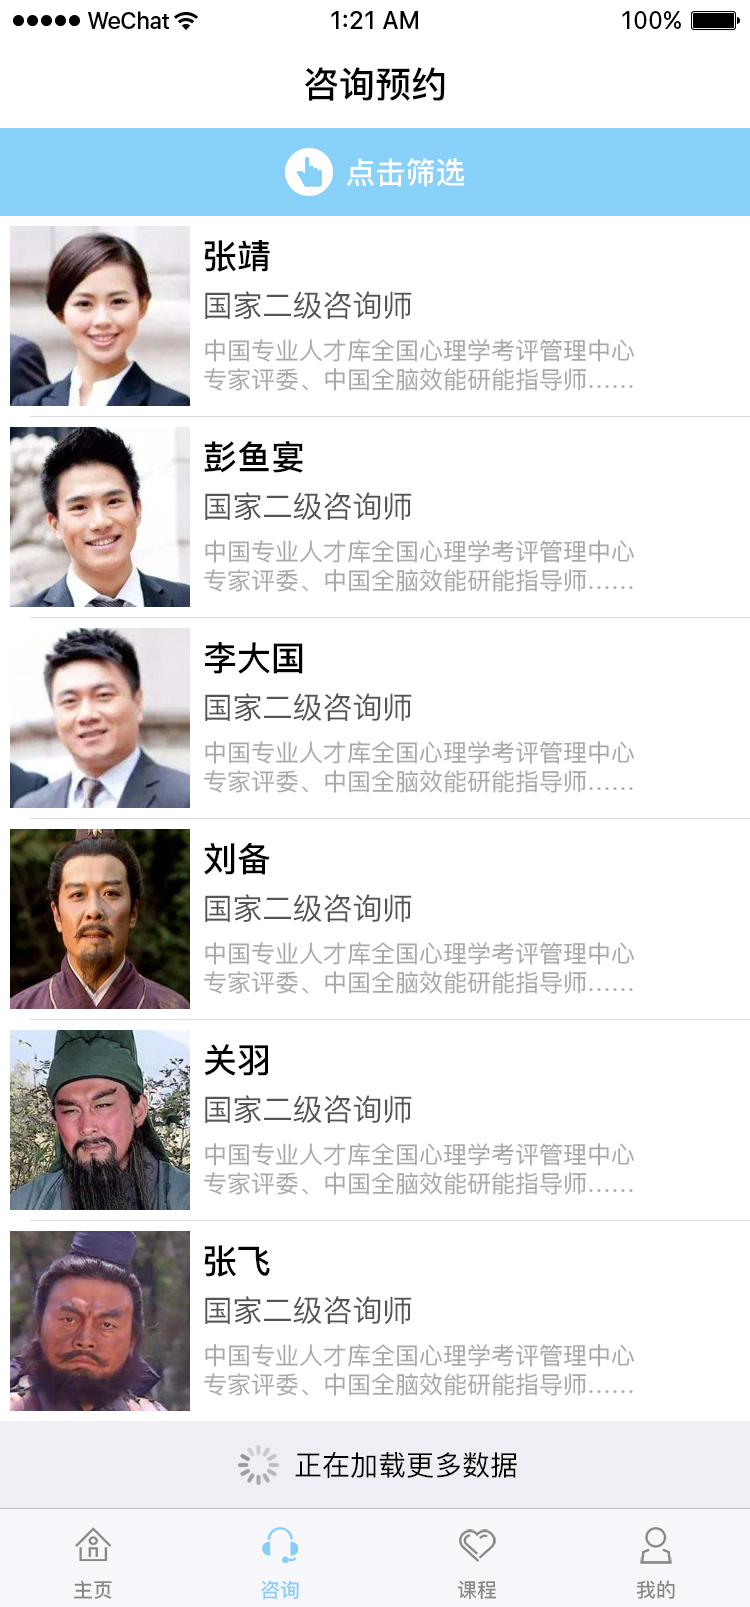 WeChat 1:21 AM 100%
咨询预约
点击筛选
张靖
国家二级咨询师
中国专业人才库全国心理学考评管理中心
专家评委、中国全脑效能研能指导师……
彭鱼宴
国家二级咨询师
中国专业人才库全国心理学考评管理中心
专家评委、中国全脑效能研能指导师……
李大国
国家二级咨询师
中国专业人才库全国心理学考评管理中心
专家评委、中国全脑效能研能指导师……
刘备
国家二级咨询师
中国专业人才库全国心理学考评管理中心
专家评委、中国全脑效能研能指导师……
关羽
国家二级咨询师
中国专业人才库全国心理学考评管理中心
专家评委、中国全脑效能研能指导师……
张飞
国家二级咨询师
中国专业人才库全国心理学考评管理中心
专家评委、中国全脑效能研能指导师……
正在加载更多数据
主页 咨询 课程 我的